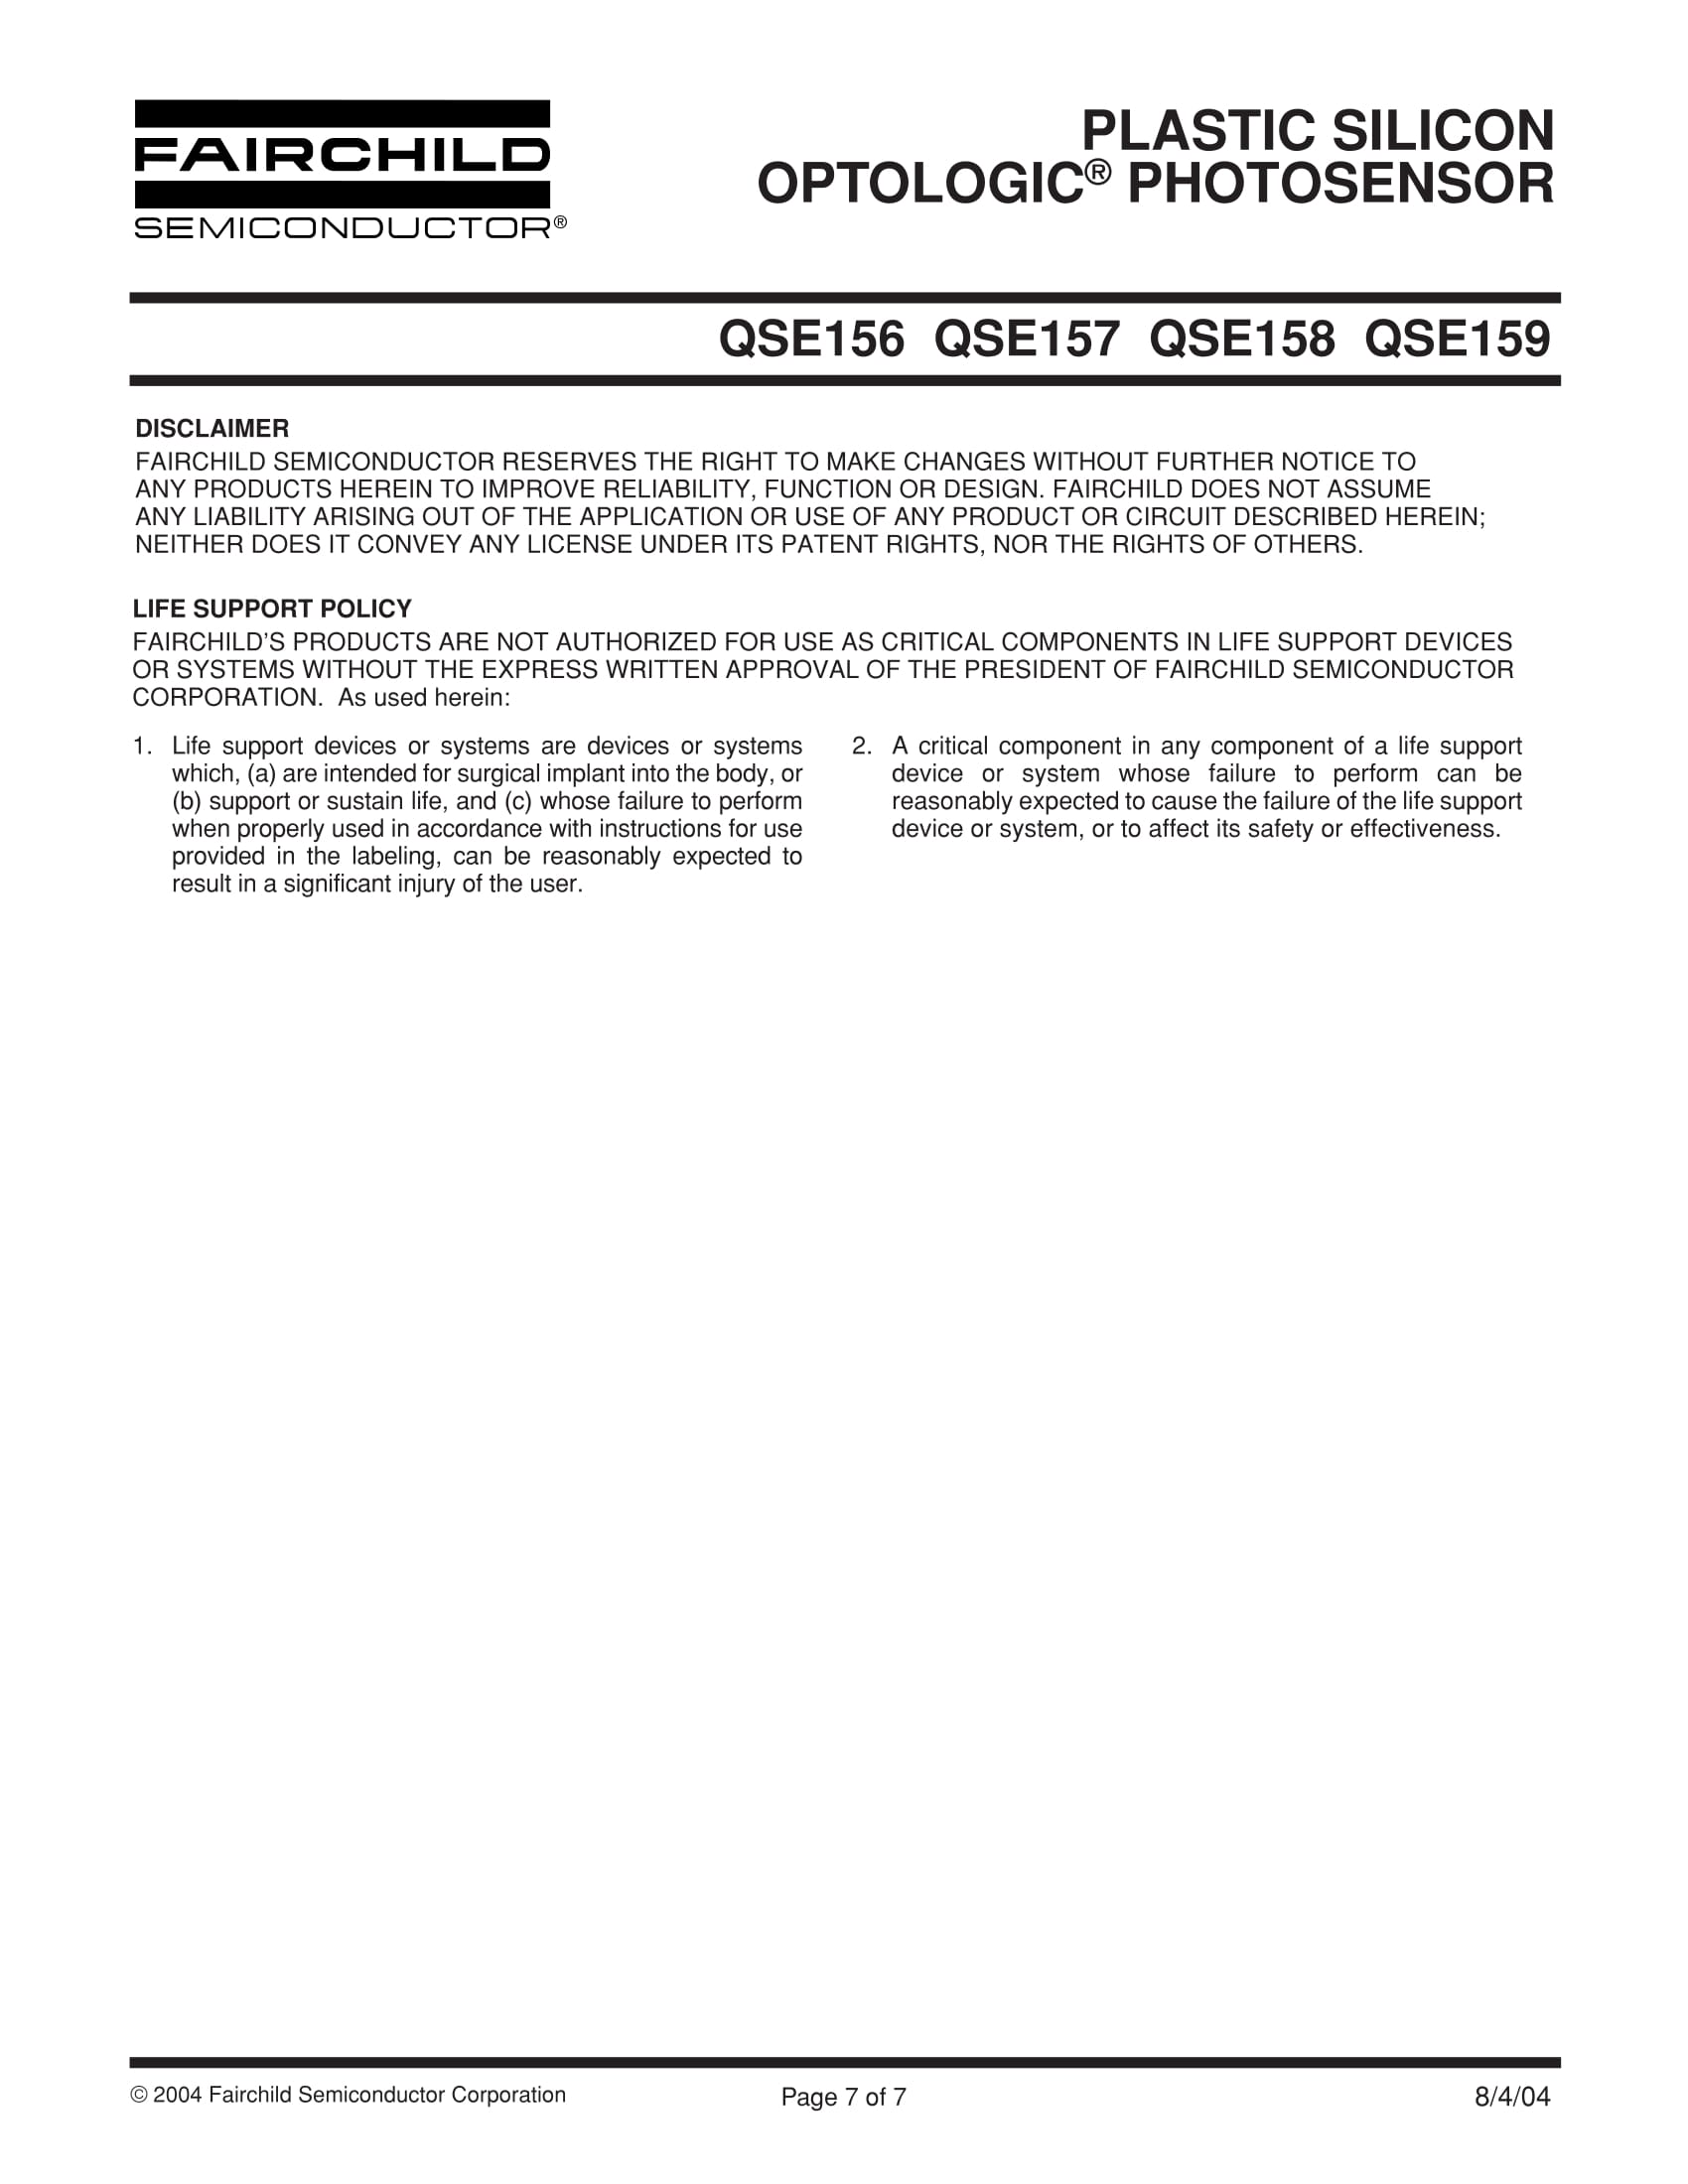 FAIRCHILD
SEMICONDUCTOR®
PLASTIC SILICON
OPTOLOGIC® PHOTOSENSOR
QSE156 QSE157 QSE158 QSE159
DISCLAIMER
FAIRCHILD SEMICONDUCTOR RESERVES THE RIGHT TO MAKE CHANGES WITHOUT FURTHER NOTICE TO
ANY PRODUCTS HEREIN TO IMPROVE RELIABILITY, FUNCTION OR DESIGN. FAIRCHILD DOES NOT ASSUME
ANY LIABILITY ARISING OUT OF THE APPLICATION OR USE OF ANY PRODUCT OR CIRCUIT DESCRIBED HEREIN;
NEITHER DOES IT CONVEY ANY LICENSE UNDER ITS PATENT RIGHTS, NOR THE RIGHTS OF OTHERS.
LIFE SUPPORT POLICY
FAIRCHILD’S PRODUCTS ARE NOT AUTHORIZED FOR USE AS CRITICAL COMPONENTS IN LIFE SUPPORT DEVICES
OR SYSTEMS WITHOUT THE EXPRESS WRITTEN APPROVAL OF THE PRESIDENT OF FAIRCHILD SEMICONDUCTOR
CORPORATION. As used herein:
1. Life support devices or systems are devices or systems
which, (a) are intended for surgical implant into the body, or
(b) support or sustain life, and (c) whose failure to perform
when properly used in accordance with instructions for use
provided in the labeling, can be reasonably expected to
result in a significant injury of the user.
2. A critical component in any component of a life support
device or system whose failure to perform can be
reasonably expected to cause the failure of the life support
device or system, or to affect its safety or effectiveness.
© 2004 Fairchild Semiconductor Corporation
Page 7 of 7
8/4/04